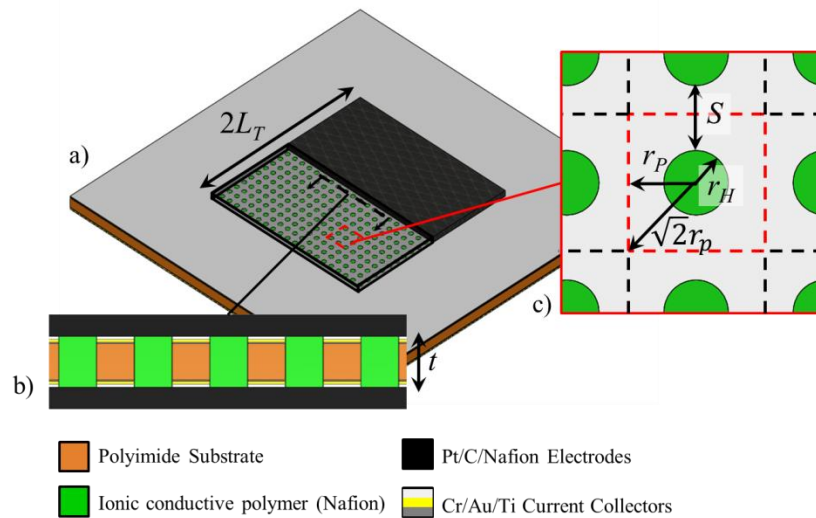 a)
2L_T
S
r_P
r_H
√2r_p
c)
b)
t
Polyimide Substrate
Pt/C/Nafion Electrodes
Ionic conductive polymer (Nafion)
Cr/Au/Ti Current Collectors